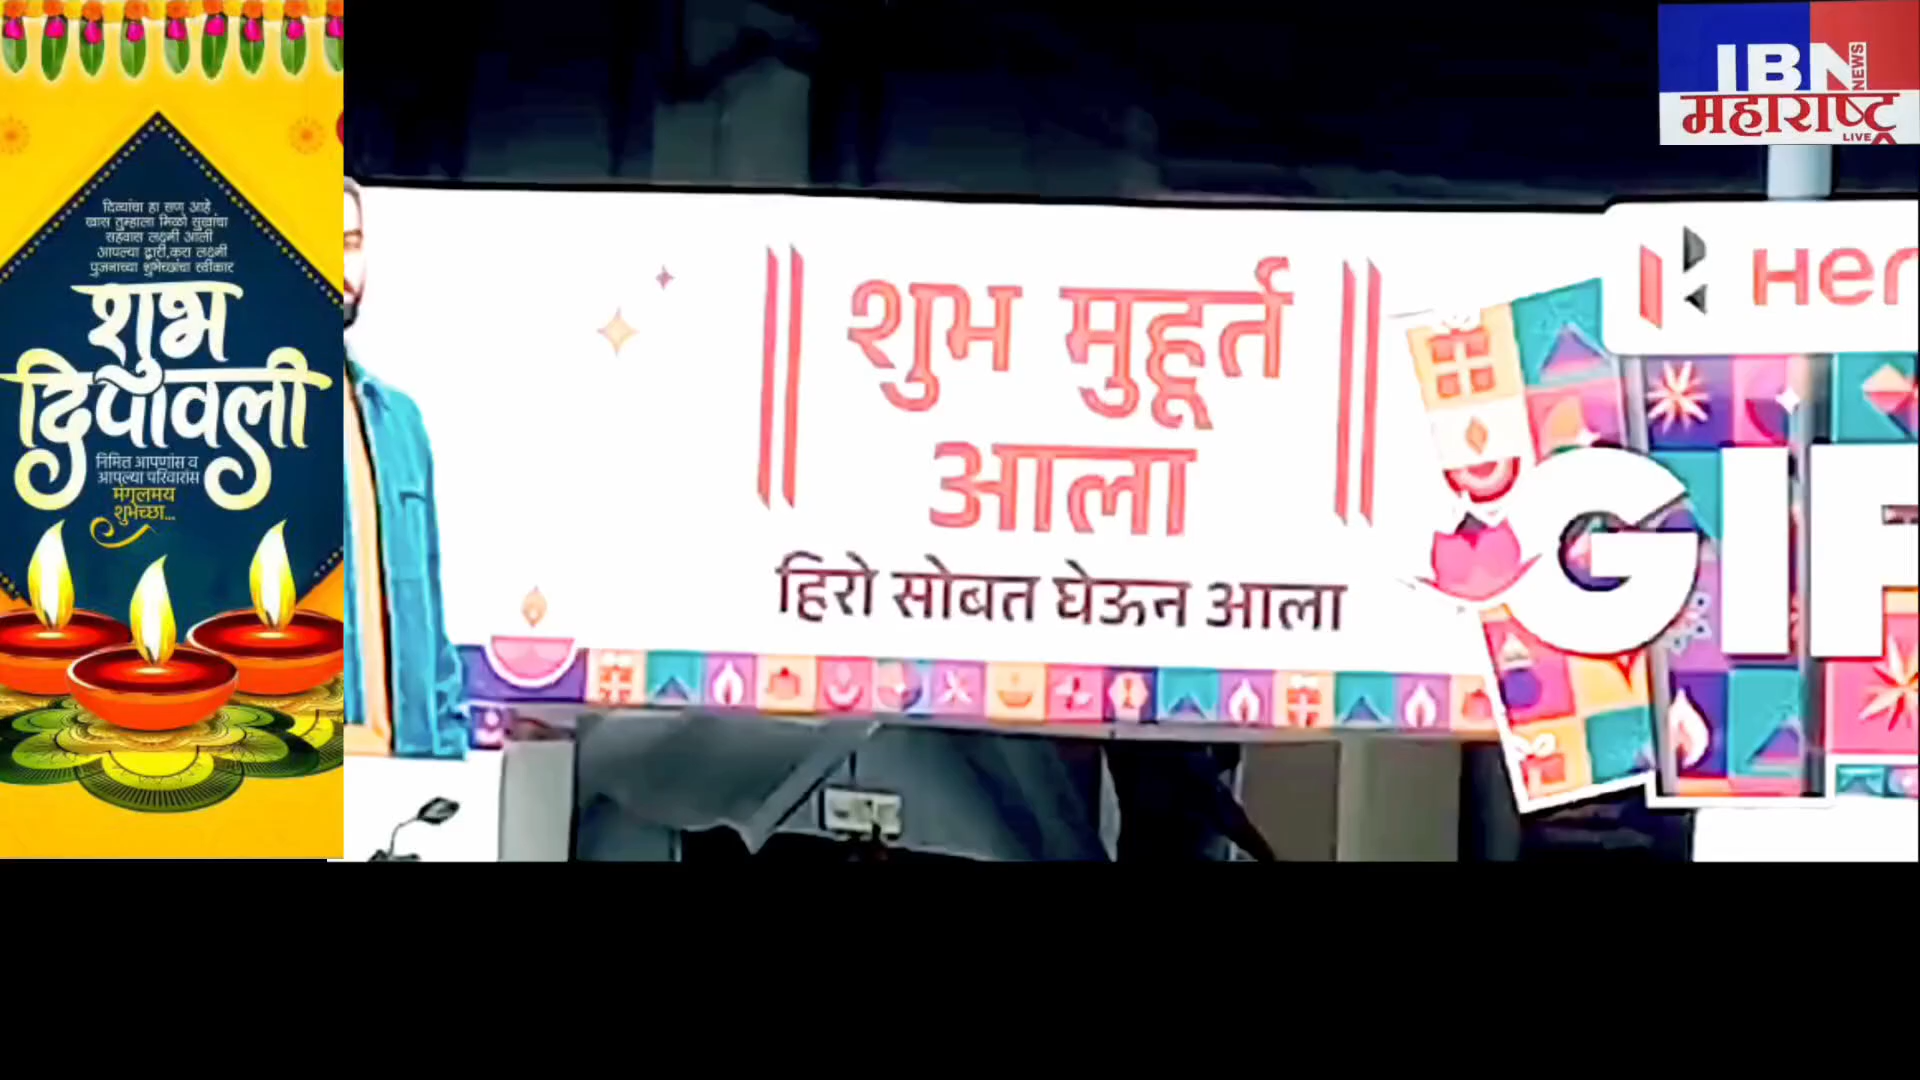 दिव्यांचा हा सण आहे
खास तुम्हाला मिळो सुखांचा
सहवास लक्ष्मी आली
आपल्या द्वारी,करा लक्ष्मी
पुजनाच्या शुभेच्छांचा स्वीकार
शुभ
दिपावली
निमित्त आपणांस व
आपल्या परिवारांस
मंगलमय
शुभेच्छा...
IBN
NEWS
महाराष्ट्र
LIVE
Her
॥ शुभ मुहूर्त ॥
आला
हिरो सोबत घेऊन आला
GIF